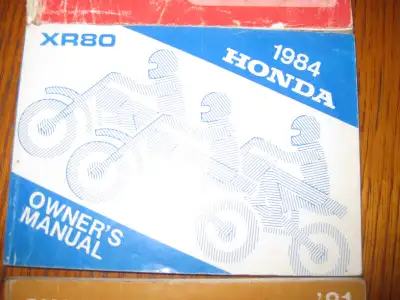 XR80
1984
HONDA
OWNER'S
MANUAL
'81